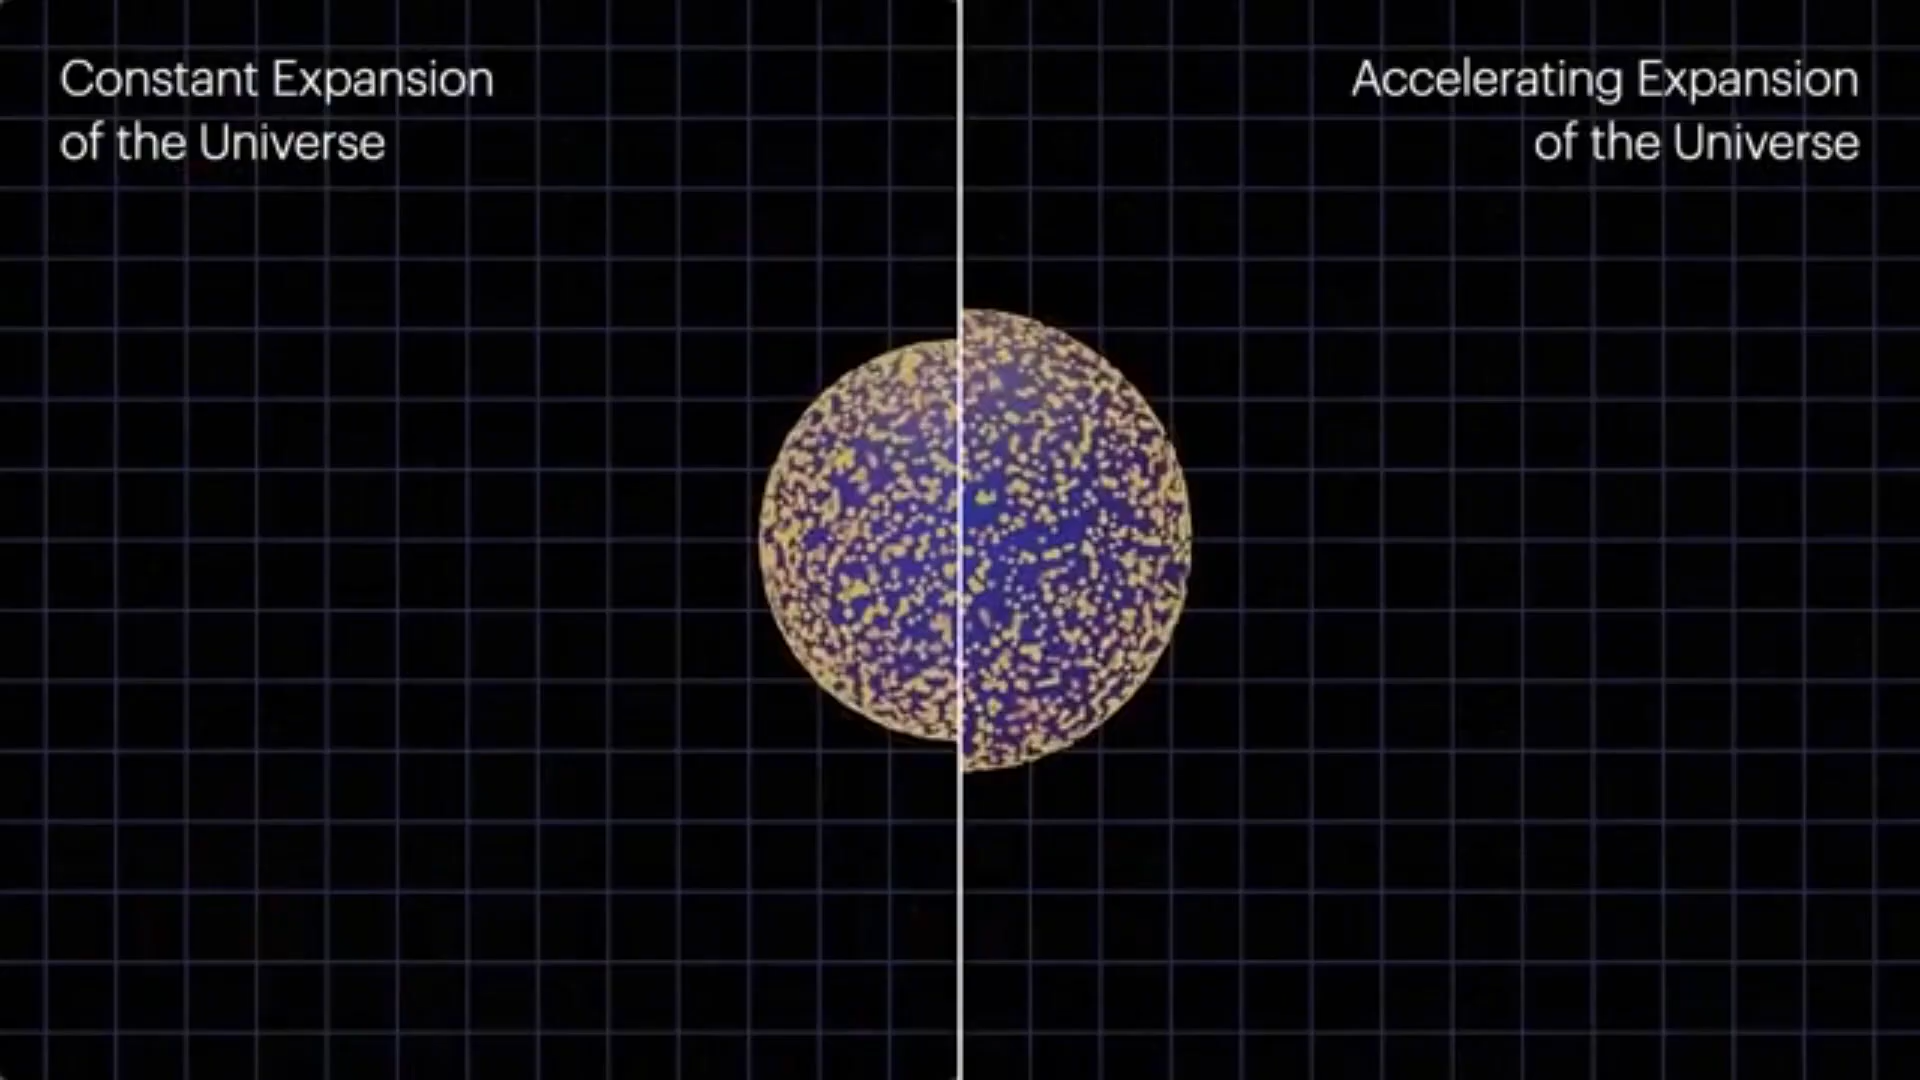 Constant Expansion
of the Universe
Accelerating Expansion
of the Universe